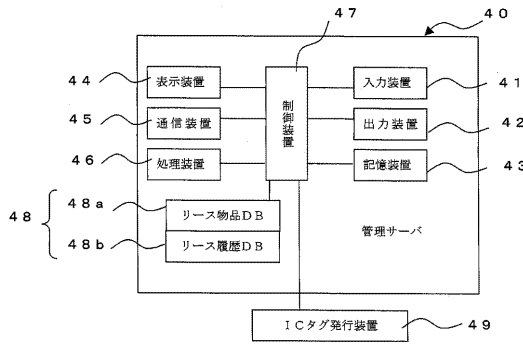 40
47
44
表示装置
制御装置
入力装置
41
45
通信装置
出力装置
42
46
処理装置
記憶装置
43
48
48a
リース物品DB
48b
リース履歴DB
管理サーバ
ICタグ発行装置
49